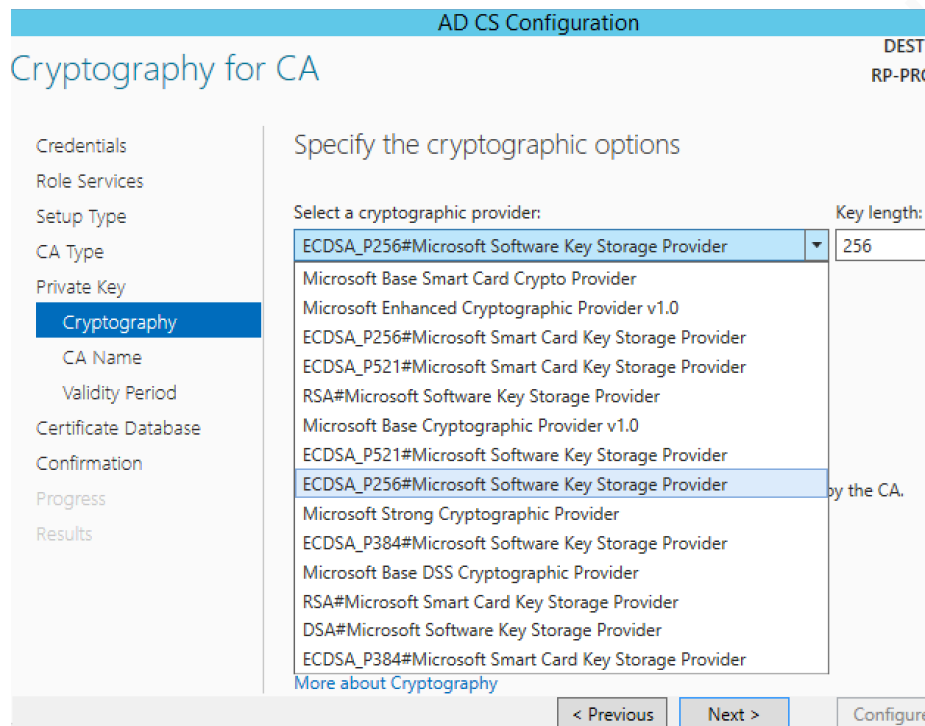 AD CS Configuration
Cryptography for CA
DEST
RP-PRO
Credentials
Role Services
Setup Type
CA Type
Private Key
Cryptography
CA Name
Validity Period
Certificate Database
Confirmation
Progress
Results
Specify the cryptographic options
Select a cryptographic provider:
Key length:
ECDSA_P256#Microsoft Software Key Storage Provider
256
Microsoft Base Smart Card Crypto Provider
Microsoft Enhanced Cryptographic Provider v1.0
ECDSA_P256#Microsoft Smart Card Key Storage Provider
ECDSA_P521#Microsoft Smart Card Key Storage Provider
RSA#Microsoft Software Key Storage Provider
Microsoft Base Cryptographic Provider v1.0
ECDSA_P521#Microsoft Software Key Storage Provider
ECDSA_P256#Microsoft Software Key Storage Provider
by the CA.
Microsoft Strong Cryptographic Provider
ECDSA_P384#Microsoft Software Key Storage Provider
Microsoft Base DSS Cryptographic Provider
RSA#Microsoft Smart Card Key Storage Provider
DSA#Microsoft Software Key Storage Provider
ECDSA_P384#Microsoft Smart Card Key Storage Provider
More about Cryptography
< Previous
Next >
Configure